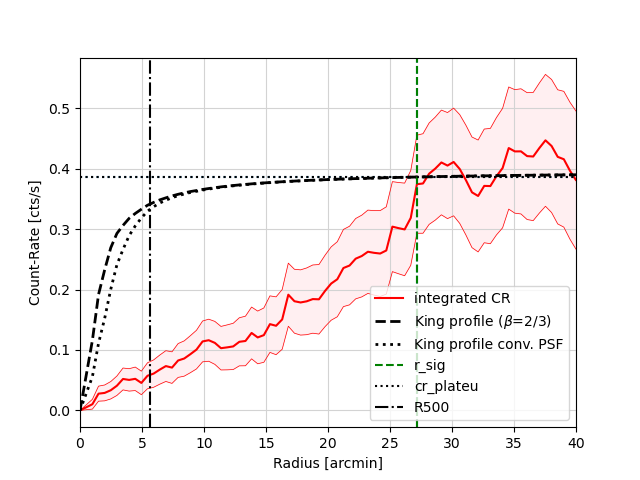 0.5
0.4
0.3
0.2
0.1
0.0
Count-Rate [cts/s]
integrated CR
King profile (β=2/3)
King profile conv. PSF
r_sig
cr_plateu
R500
0 5 10 15 20 25 30 35 40
Radius [arcmin]